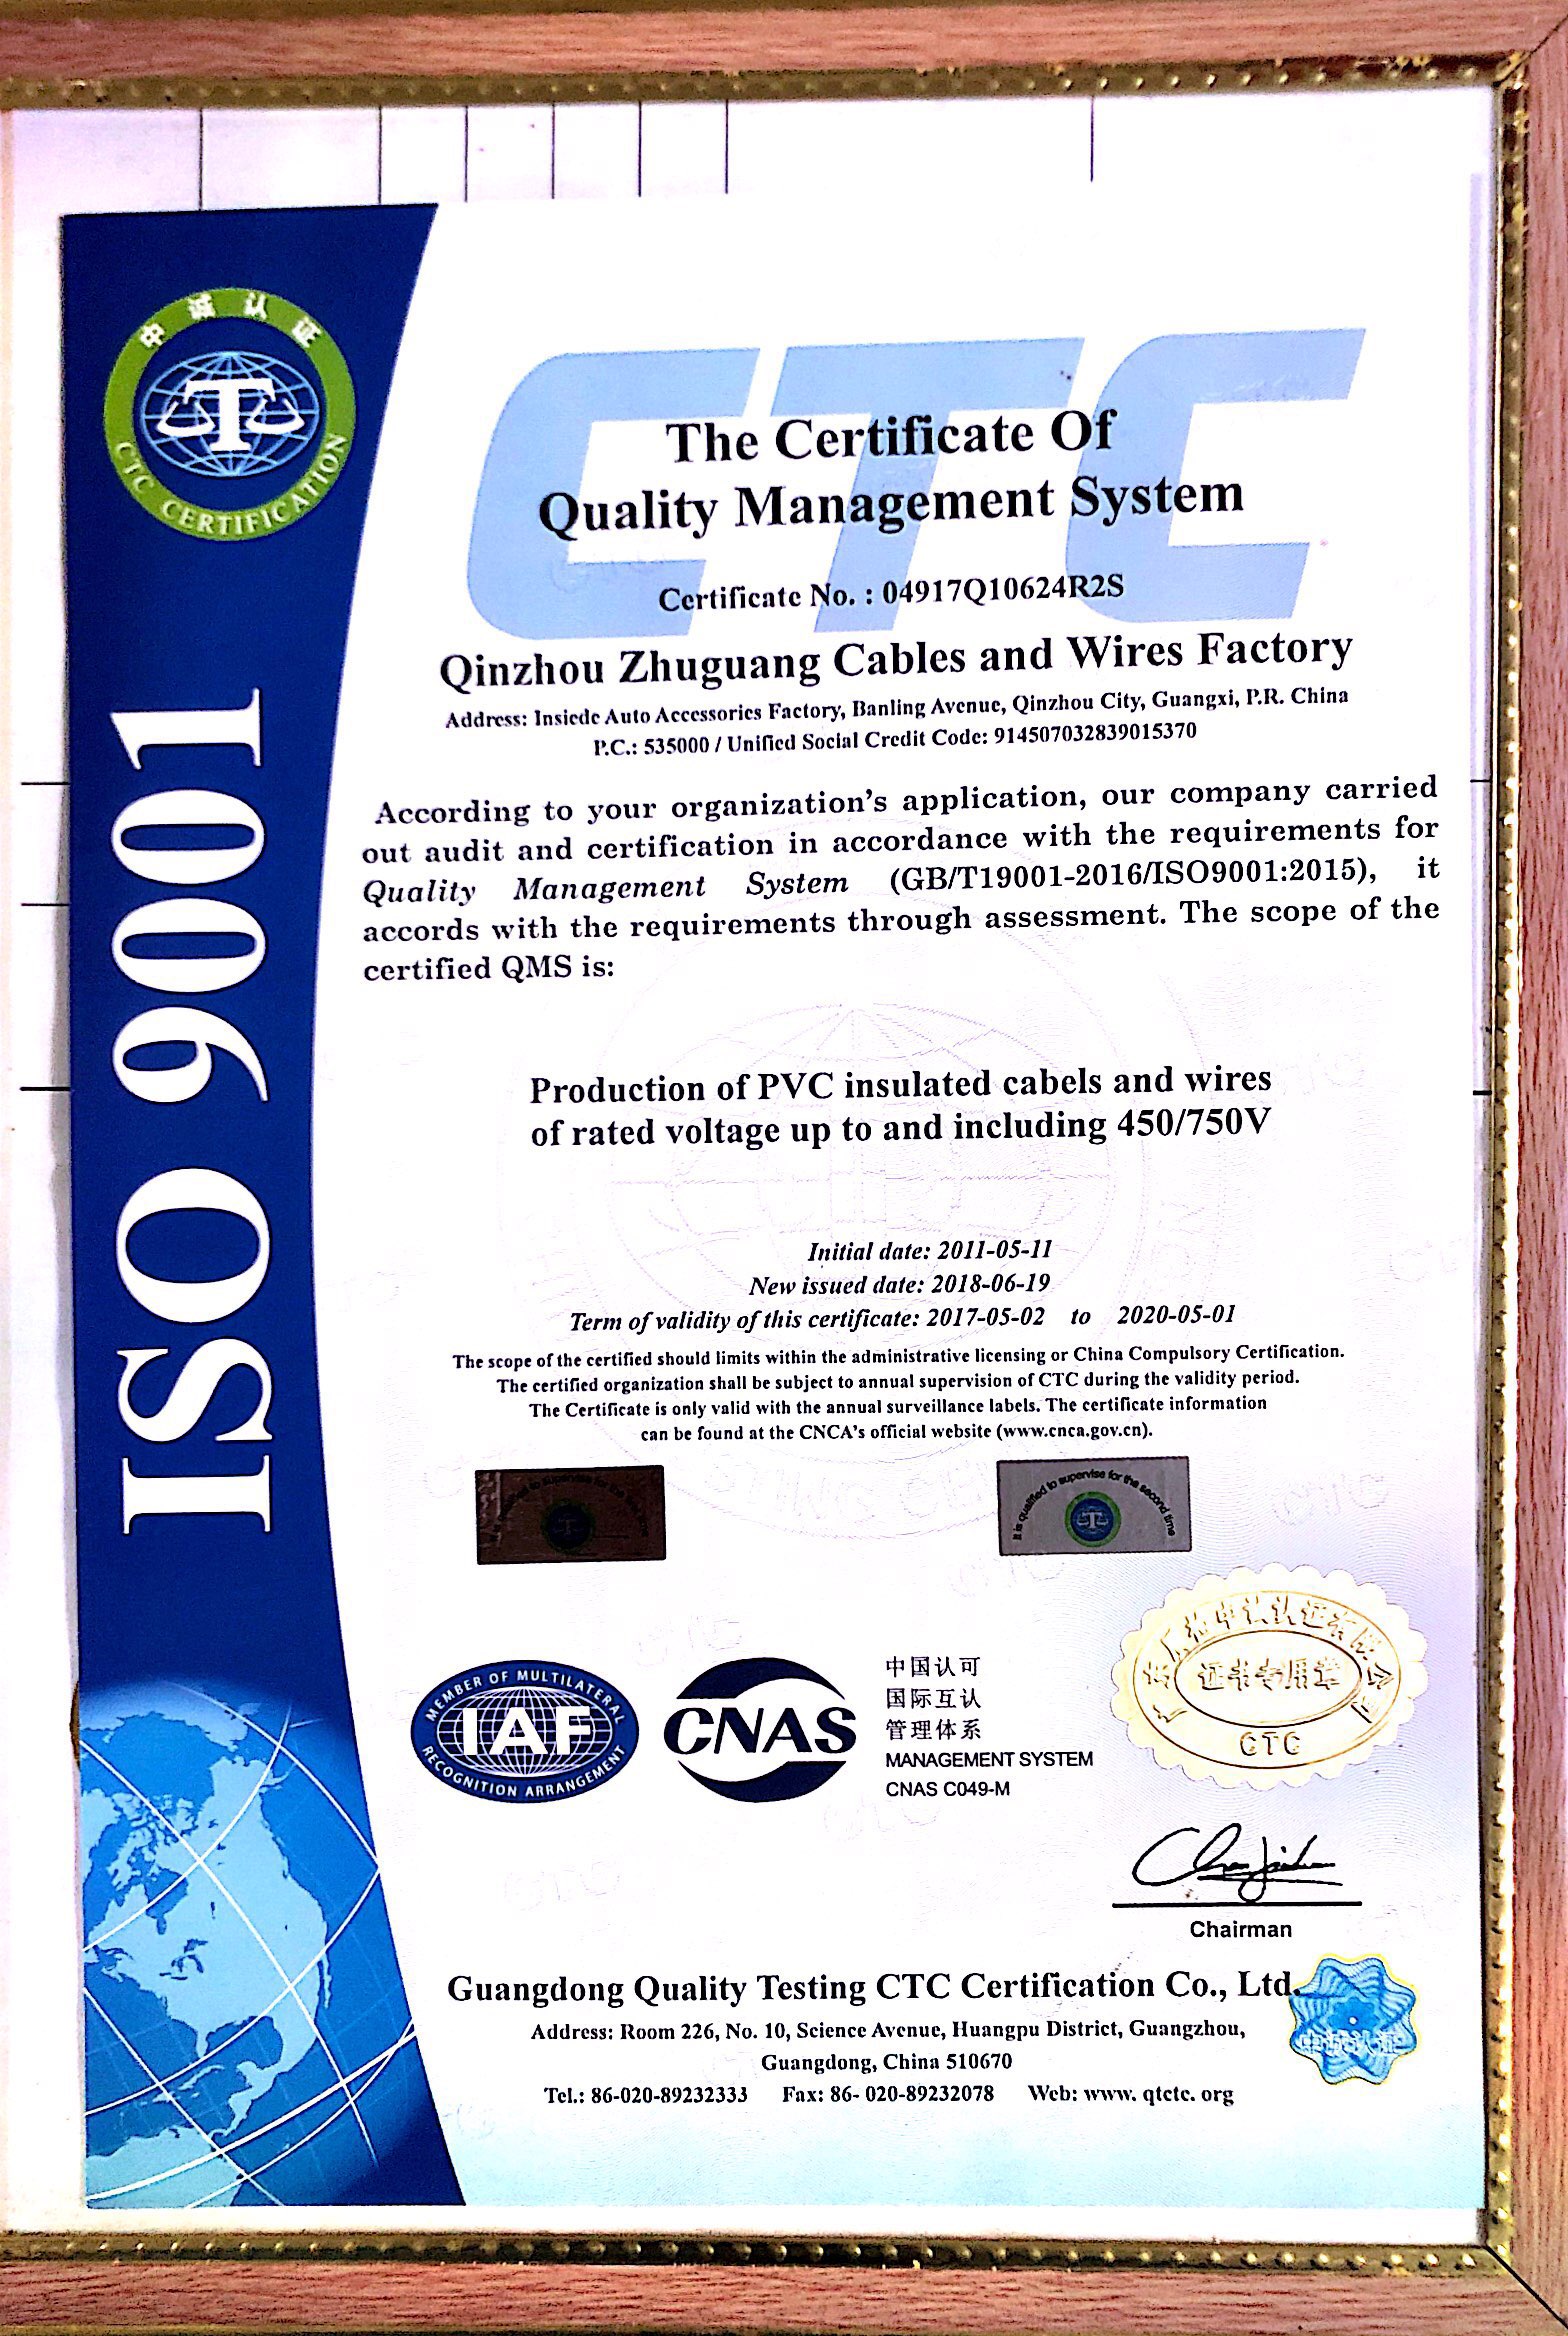 中诚认证
CTC CERTIFICATION
ISO 9001
CTC
The Certificate Of
Quality Management System
Certificate No. : 04917Q10624R2S
Qinzhou Zhuguang Cables and Wires Factory
Address: Insiede Auto Accessories Factory, Banling Avenue, Qinzhou City, Guangxi, P.R. China
P.C.: 535000 / Unified Social Credit Code: 914507032839015370
According to your organization's application, our company carried
out audit and certification in accordance with the requirements for
Quality Management System (GB/T19001-2016/ISO9001:2015), it
accords with the requirements through assessment. The scope of the
certified QMS is:
Production of PVC insulated cabels and wires
of rated voltage up to and including 450/750V
Initial date: 2011-05-11
New issued date: 2018-06-19
Term of validity of this certificate: 2017-05-02 to 2020-05-01
The scope of the certified should limits within the administrative licensing or China Compulsory Certification.
The certified organization shall be subject to annual supervision of CTC during the validity period.
The Certificate is only valid with the annual surveillance labels. The certificate information
can be found at the CNCA's official website (www.cnca.gov.cn).
to supervise for the
It is qualified to supervise for the second time
MEMBER OF MULTILATERAL
IAF
RECOGNITION ARRANGEMENT
CNAS
中国认可
国际互认
管理体系
MANAGEMENT SYSTEM
CNAS C049-M
中诚认证有限公司
证书专用章
CTC
Chairman
Guangdong Quality Testing CTC Certification Co., Ltd.
Address: Room 226, No. 10, Science Avenue, Huangpu District, Guangzhou,
Guangdong, China 510670
Tel.: 86-020-89232333 Fax: 86- 020-89232078 Web: www. qtctc. org